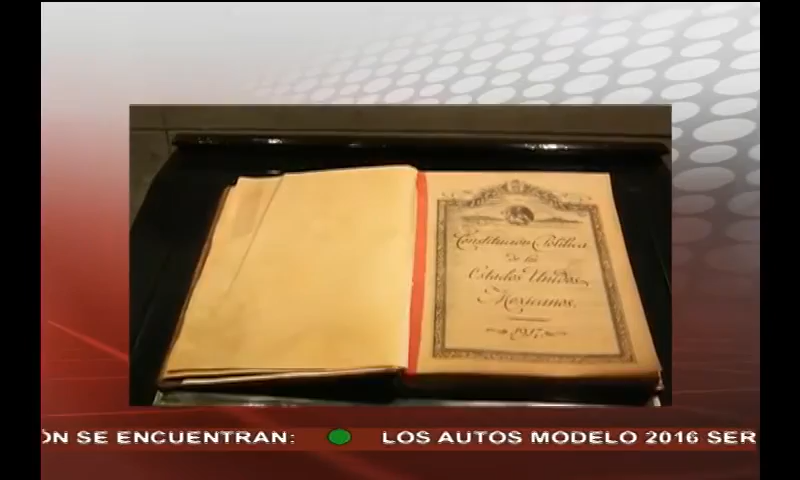 Constitución Política
de los
Estados Unidos
Mexicanos.
1917
ÓN SE ENCUENTRAN: LOS AUTOS MODELO 2016 SER